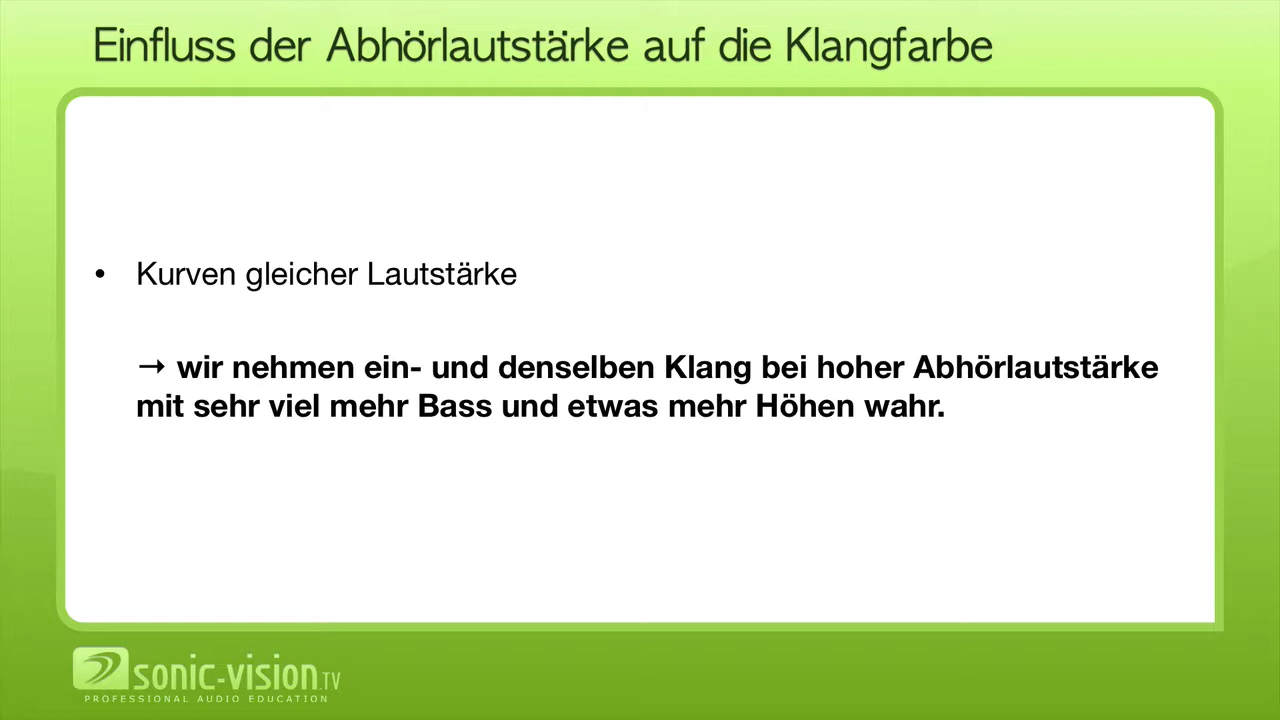 Einfluss der Abhörlautstärke auf die Klangfarbe
• Kurven gleicher Lautstärke
→ wir nehmen ein- und denselben Klang bei hoher Abhörlautstärke
mit sehr viel mehr Bass und etwas mehr Höhen wahr.
sonic-vision.TV
PROFESSIONAL AUDIO EDUCATION